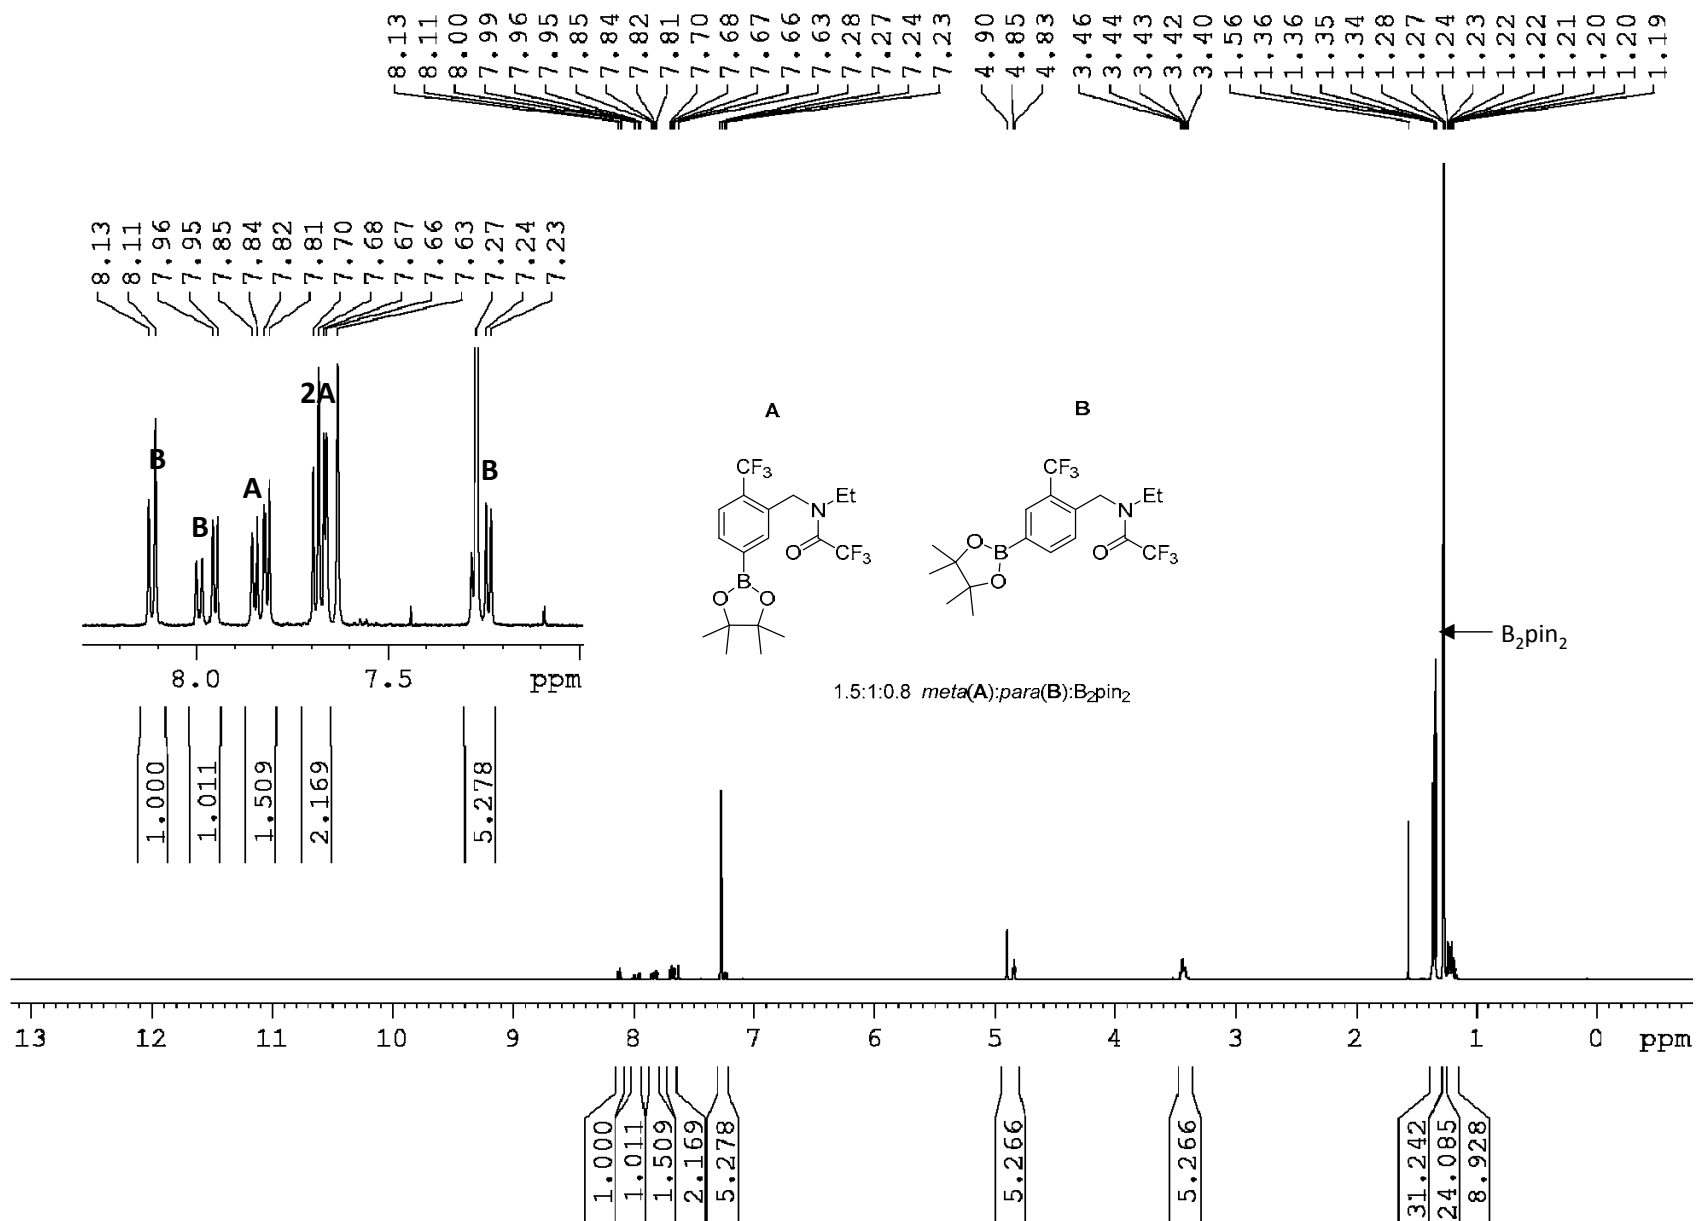 8.13 8.11 8.00 7.99 7.96 7.95 7.85 7.84 7.82 7.81 7.70 7.68 7.67 7.66 7.63 7.28 7.27 7.24 7.23 4.90 4.85 4.83 3.46 3.44 3.43 3.42 3.40 1.56 1.36 1.36 1.35 1.34 1.28 1.27 1.24 1.23 1.22 1.22 1.21 1.20 1.20 1.19
8.13 8.11 7.96 7.95 7.85 7.84 7.82 7.81 7.70 7.68 7.67 7.66 7.63 7.27 7.24 7.23
B B A 2A B
8.0 7.5 ppm
1.000 1.011 1.509 2.169 5.278
A
CF3
N Et
O CF3
B
O O
B
CF3
N Et
O CF3
O B
O
B2pin2
1.5:1:0.8 meta(A):para(B):B2pin2
13 12 11 10 9 8 7 6 5 4 3 2 1 0 ppm
1.000 1.011 1.509 2.169 5.278 5.266 5.266 31.242 24.085 8.928